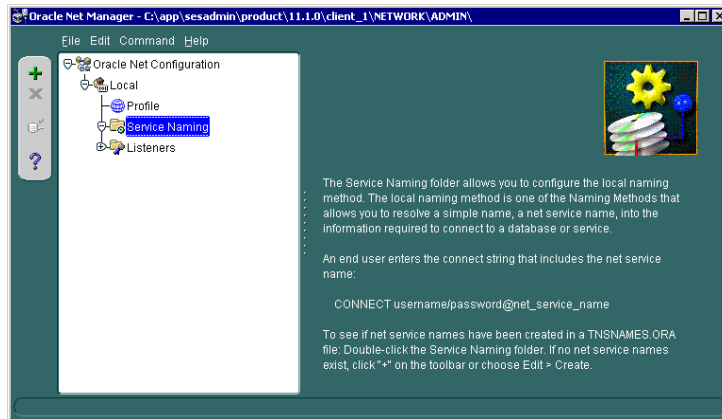 Oracle Net Manager - C:\app\sesadmin\product\11.1.0\client_1\NETWORK\ADMIN\
File Edit Command Help
Oracle Net Configuration
Local
Profile
Service Naming
Listeners
The Service Naming folder allows you to configure the local naming
method. The local naming method is one of the Naming Methods that
allows you to resolve a simple name, a net service name, into the
information required to connect to a database or service.
An end user enters the connect string that includes the net service
name:
CONNECT username/password@net_service_name
To see if net service names have been created in a TNSNAMES.ORA
file: Double-click the Service Naming folder. If no net service names
exist, click "+" on the toolbar or choose Edit > Create.